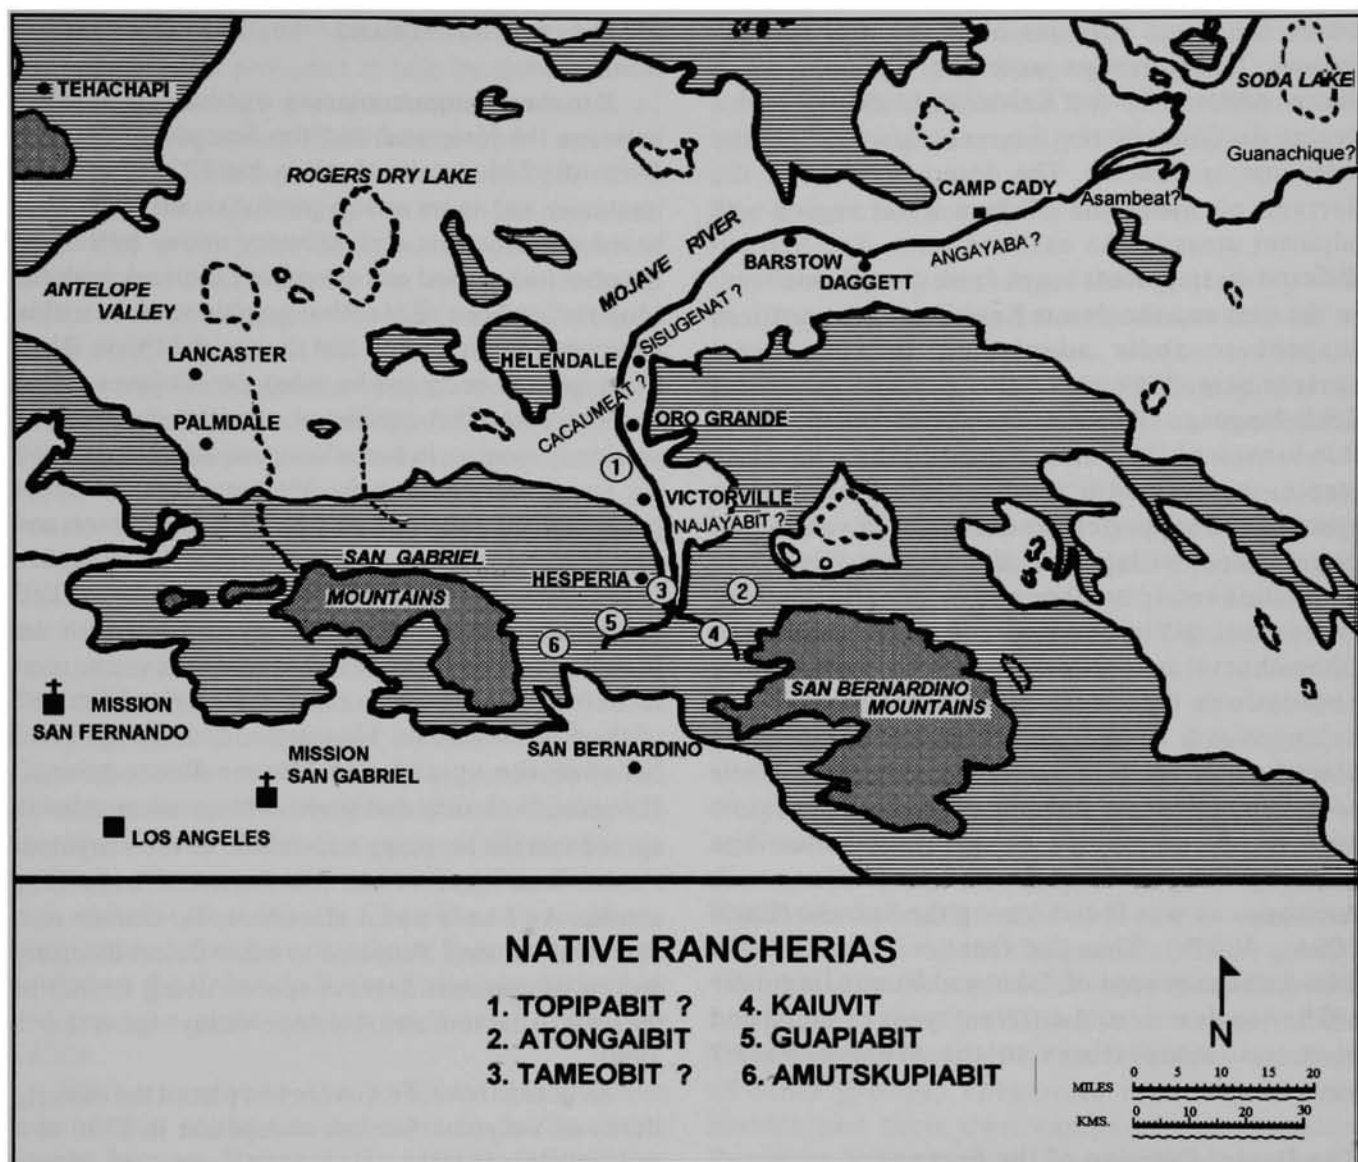 TEHACHAPI
SODA LAKE
Guanachique?
ROGERS DRY LAKE
CAMP CADY
Asambeat?
MOJAVE RIVER
BARSTOW
ANGAYABA ?
DAGGETT
ANTELOPE
VALLEY
LANCASTER
HELENDALE
SISUGENAT ?
CACAUMEAT ?
PALMDALE
ORO GRANDE
1
VICTORVILLE
NAJAYABIT ?
SAN GABRIEL
MOUNTAINS
HESPERIA
3
2
5
4
6
SAN BERNARDINO
MOUNTAINS
MISSION
SAN FERNANDO
MISSION
SAN GABRIEL
SAN BERNARDINO
LOS ANGELES
NATIVE RANCHERIAS
1. TOPIPABIT ?
2. ATONGAIBIT
3. TAMEOBIT ?
4. KAIUVIT
5. GUAPIABIT
6. AMUTSKUPIABIT
N
MILES
0 5 10 15 20
KMS.
0 10 20 30